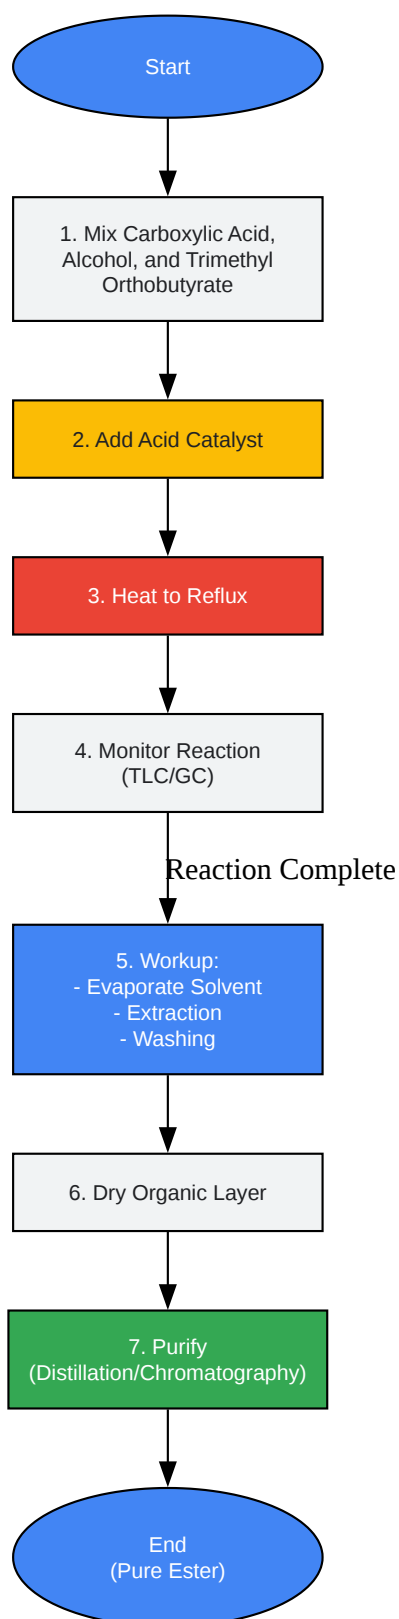 Start
1. Mix Carboxylic Acid,
Alcohol, and Trimethyl
Orthobutyrate
2. Add Acid Catalyst
3. Heat to Reflux
4. Monitor Reaction
(TLC/GC)
Reaction Complete
5. Workup:
- Evaporate Solvent
- Extraction
- Washing
6. Dry Organic Layer
7. Purify
(Distillation/Chromatography)
End
(Pure Ester)